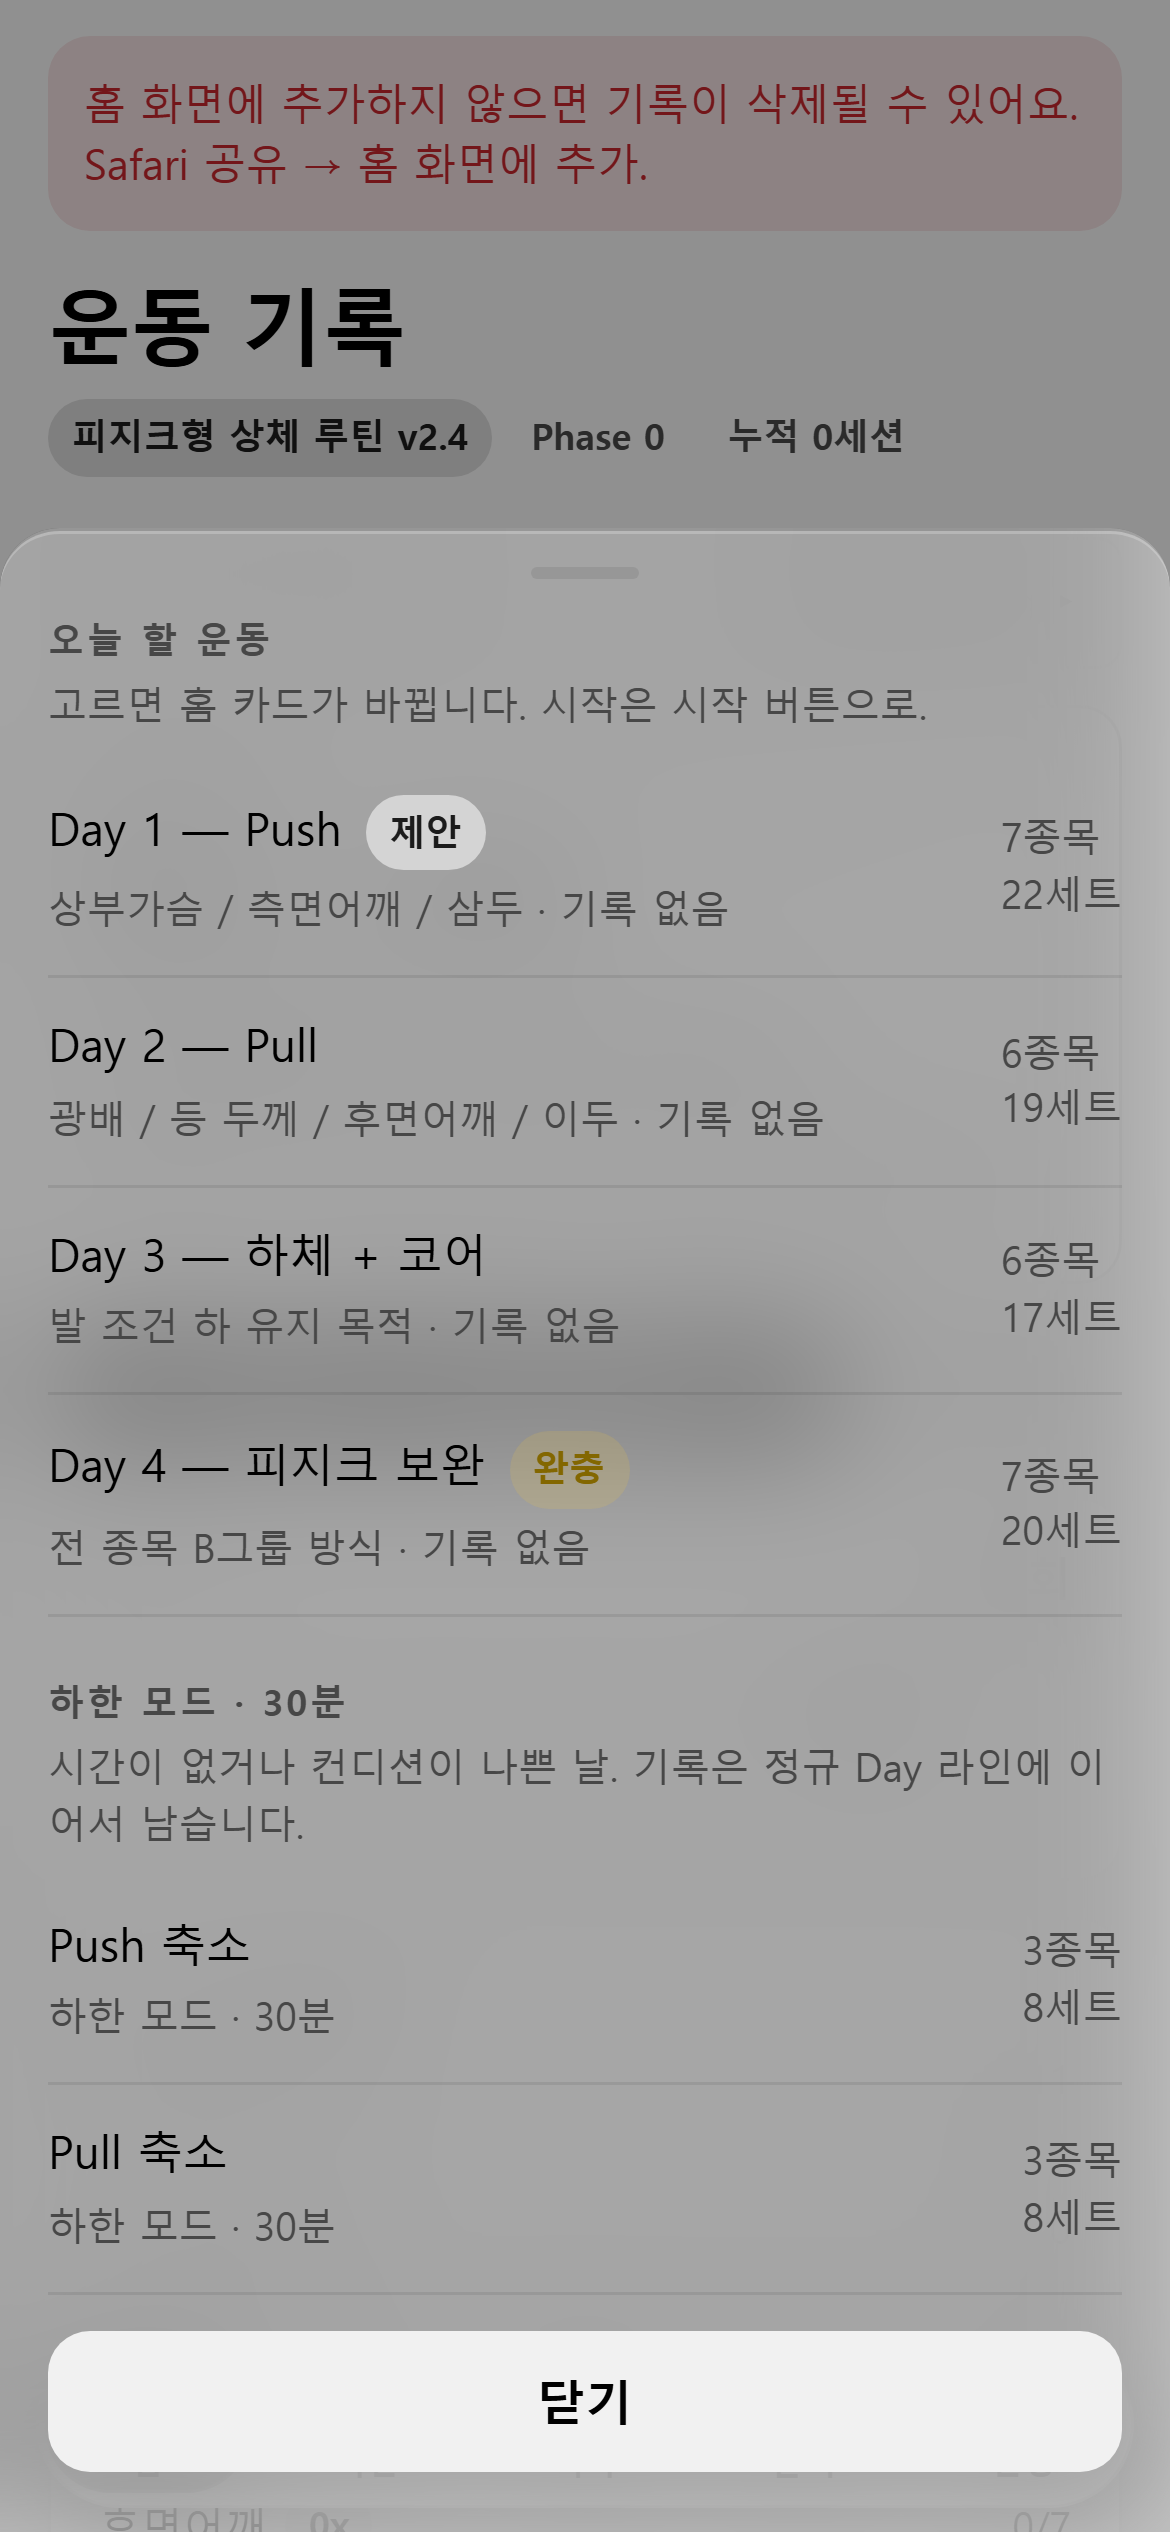 홈 화면에 추가하지 않으면 기록이 삭제될 수 있어요.
Safari 공유 → 홈 화면에 추가.
운동 기록
피지크형 상체 루틴 v2.4 Phase 0 누적 0세션
오늘 할 운동
고르면 홈 카드가 바뀝니다. 시작은 시작 버튼으로.
Day 1 — Push 제안
7종목
상부가슴 / 측면어깨 / 삼두 · 기록 없음
22세트
Day 2 — Pull
6종목
광배 / 등 두께 / 후면어깨 / 이두 · 기록 없음
19세트
Day 3 — 하체 + 코어
6종목
발 조건 하 유지 목적 · 기록 없음
17세트
Day 4 — 피지크 보완 완충
7종목
전 종목 B그룹 방식 · 기록 없음
20세트
하한 모드 · 30분
시간이 없거나 컨디션이 나쁜 날. 기록은 정규 Day 라인에 이
어서 남습니다.
Push 축소
3종목
하한 모드 · 30분
8세트
Pull 축소
3종목
하한 모드 · 30분
8세트
닫기
후면어깨 0x 0/7